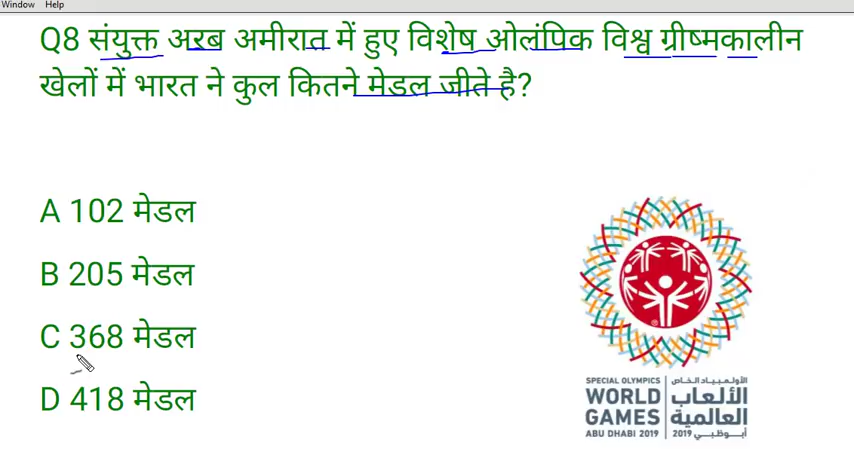 Window Help
Q8 संयुक्त अरब अमीरात में हुए विशेष ओलंपिक विश्व ग्रीष्मकालीन
खेलों में भारत ने कुल कितने मेडल जीते है?
A 102 मेडल
B 205 मेडल
C 368 मेडल
D 418 मेडल
SPECIAL OLYMPICS
WORLD
GAMES
ABU DHABI 2019
الأولمبياد الخاص
الألعاب
العالمية
أبوظبي 2019